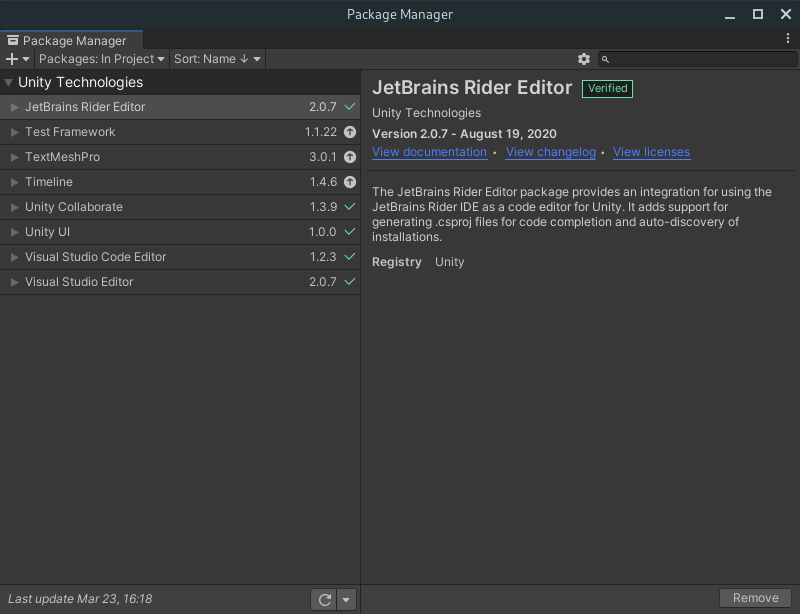 Package Manager
Package Manager
Packages: In Project
Sort: Name ↓
Unity Technologies
JetBrains Rider Editor 2.0.7
Test Framework 1.1.22
TextMeshPro 3.0.1
Timeline 1.4.6
Unity Collaborate 1.3.9
Unity UI 1.0.0
Visual Studio Code Editor 1.2.3
Visual Studio Editor 2.0.7
Last update Mar 23, 16:18
JetBrains Rider Editor Verified
Unity Technologies
Version 2.0.7 - August 19, 2020
View documentation • View changelog • View licenses
The JetBrains Rider Editor package provides an integration for using the
JetBrains Rider IDE as a code editor for Unity. It adds support for
generating .csproj files for code completion and auto-discovery of
installations.
Registry Unity
Remove